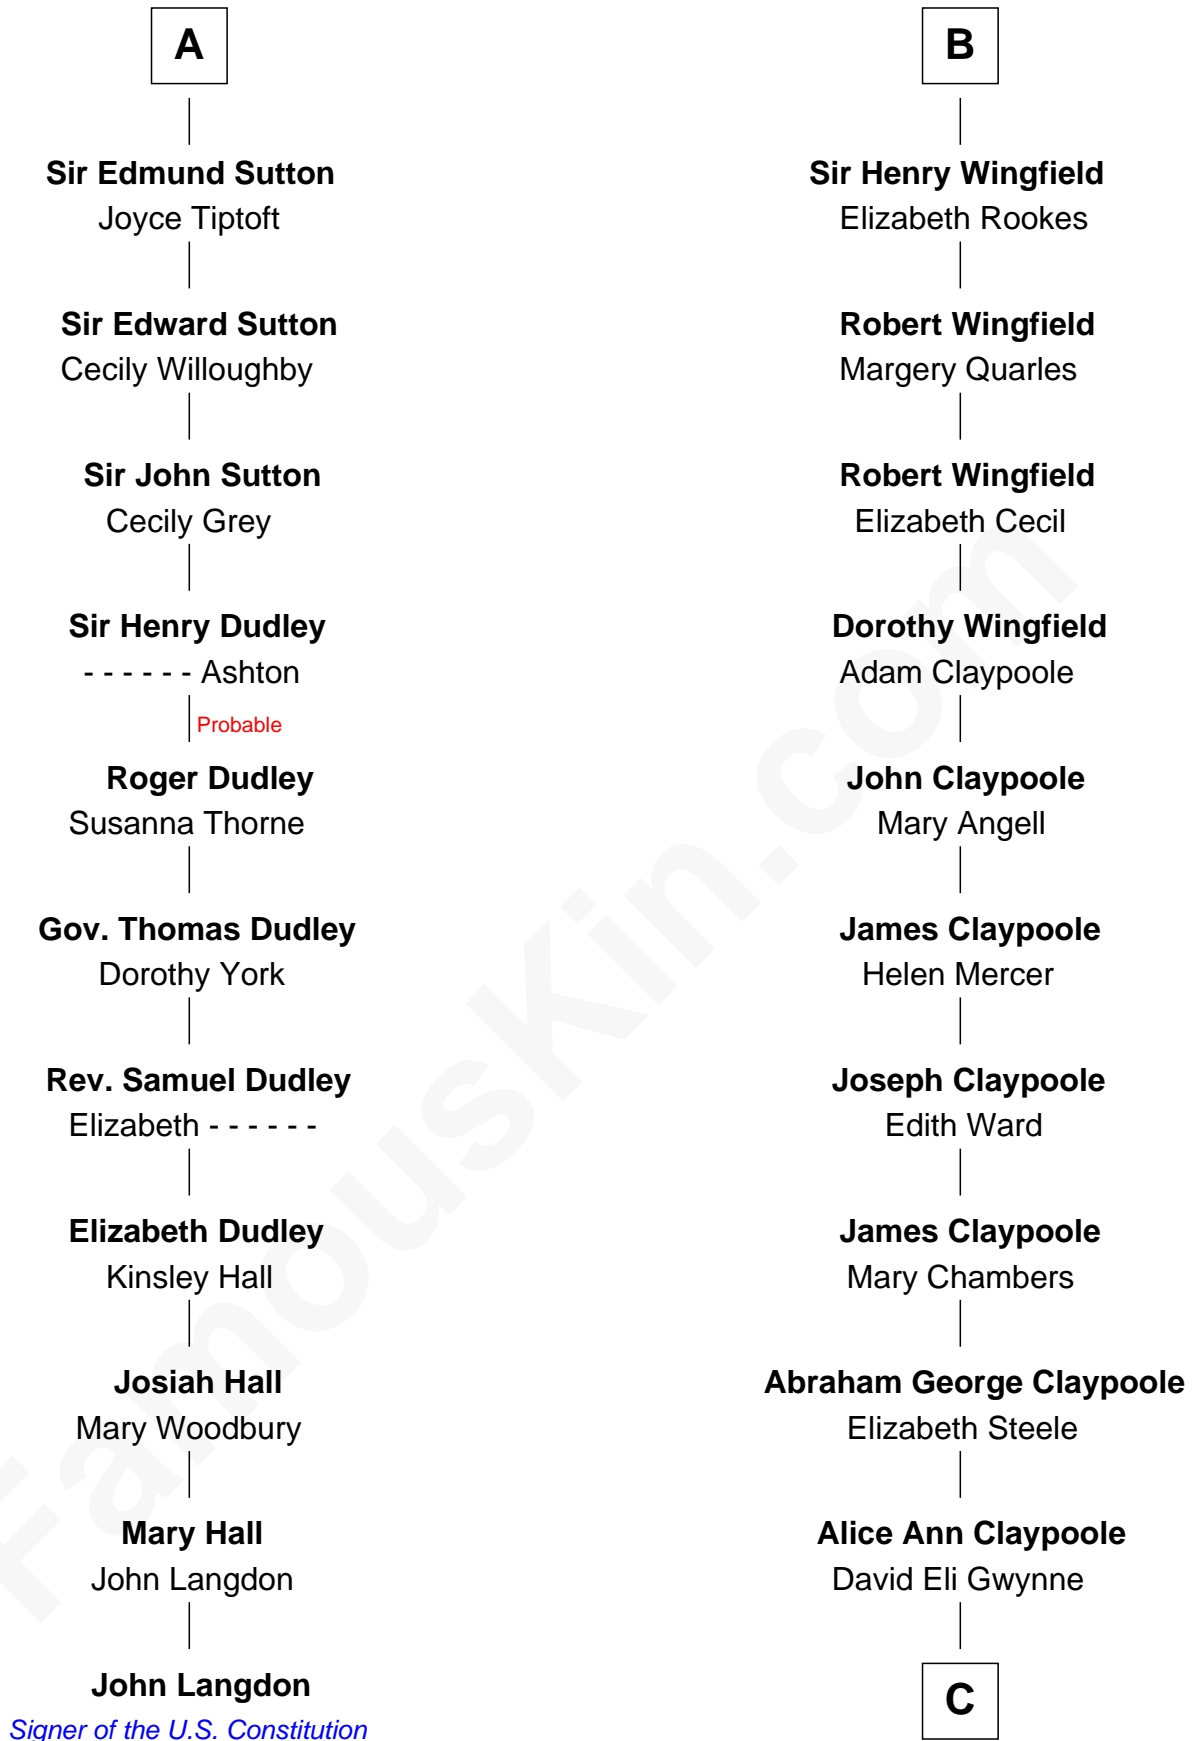 A
Sir Edmund Sutton
Joyce Tiptoft
Sir Edward Sutton
Cecily Willoughby
Sir John Sutton
Cecily Grey
Sir Henry Dudley
- - - - - - Ashton
Probable
Roger Dudley
Susanna Thorne
Gov. Thomas Dudley
Dorothy York
Rev. Samuel Dudley
Elizabeth - - - - - -
Elizabeth Dudley
Kinsley Hall
Josiah Hall
Mary Woodbury
Mary Hall
John Langdon
John Langdon
Signer of the U.S. Constitution
B
Sir Henry Wingfield
Elizabeth Rookes
Robert Wingfield
Margery Quarles
Robert Wingfield
Elizabeth Cecil
Dorothy Wingfield
Adam Claypoole
John Claypoole
Mary Angell
James Claypoole
Helen Mercer
Joseph Claypoole
Edith Ward
James Claypoole
Mary Chambers
Abraham George Claypoole
Elizabeth Steele
Alice Ann Claypoole
David Eli Gwynne
C
FamousKin.com